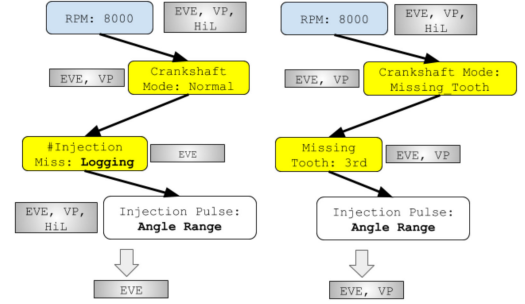 RPM: 8000
EVE, VP,
HiL
EVE, VP
Crankshaft
Mode: Normal
#Injection
Miss: Logging
EVE
EVE, VP,
HiL
Injection Pulse:
Angle Range
EVE
RPM: 8000
EVE, VP,
HiL
EVE, VP
Crankshaft Mode:
Missing_Tooth
Missing
Tooth: 3rd
EVE, VP
Injection Pulse:
Angle Range
EVE, VP